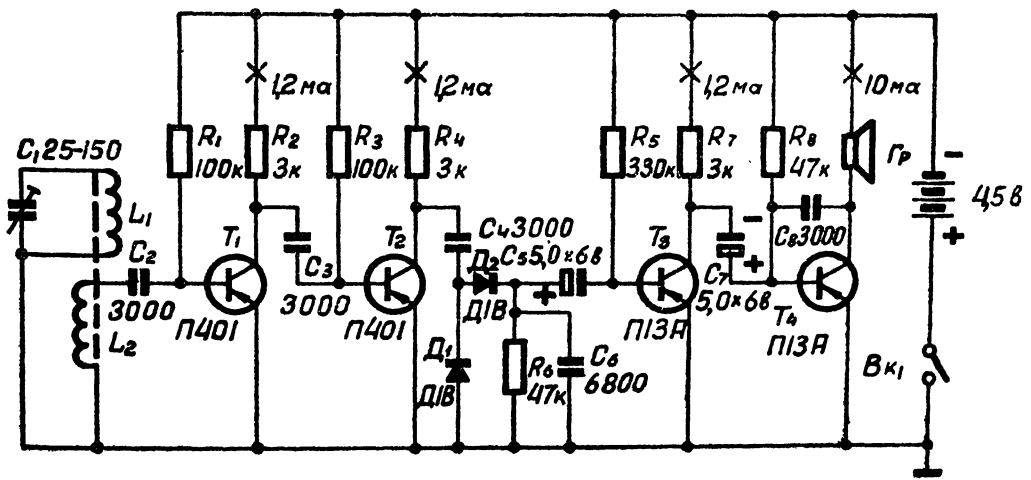 1,2 ма
1,2 ма
1,2 ма
10 ма
C₁ 25-150
R₁
100к
R₂
3к
R₃
100к
R₄
3к
R₅
330к
R₇
3к
R₈
47к
Гр
-
4,5 в
+
L₁
C₂
3000
L₂
T₁
П401
C₃
3000
T₂
П401
C₄ 3000
C₅ 5,0×6в
+
Д₂
Д1В
Д₁
Д1В
R₆
47к
C₆
6800
T₃
П13А
-
+
C₇
5,0×6в
C₈ 3000
T₄
П13А
Вк₁